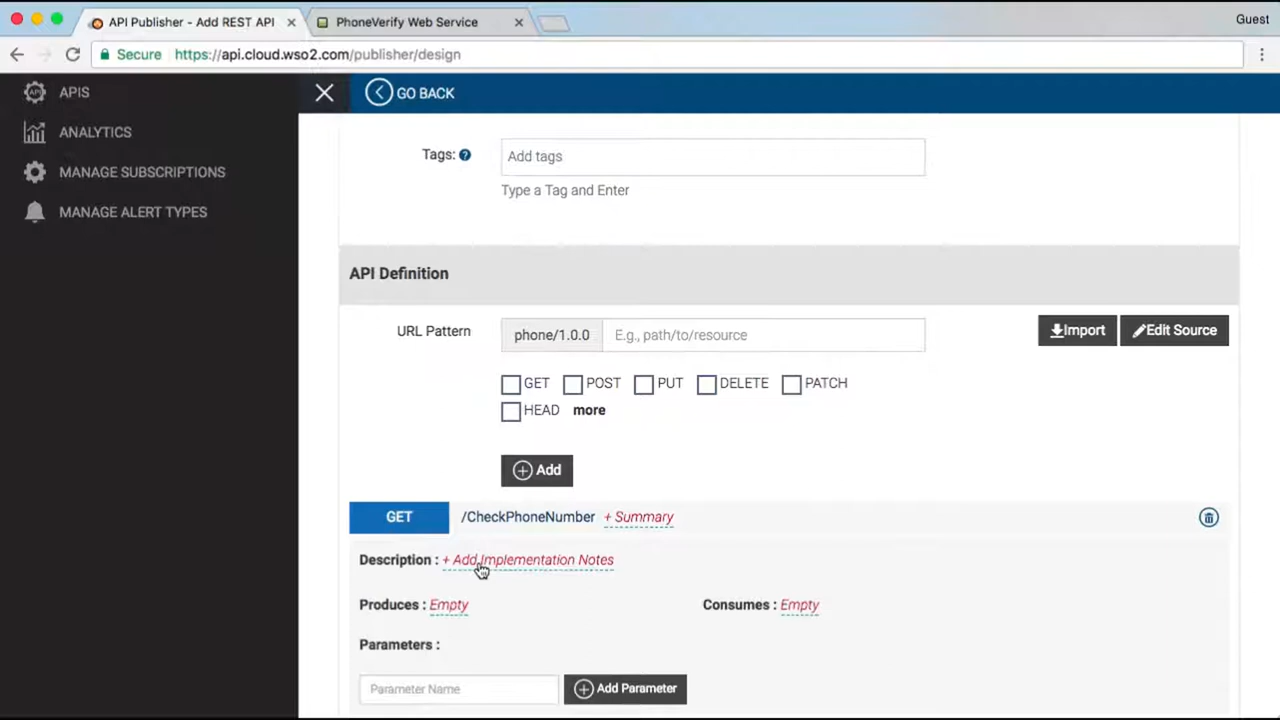 API Publisher - Add REST API
PhoneVerify Web Service
Guest
Secure https://api.cloud.wso2.com/publisher/design
APIS
ANALYTICS
MANAGE SUBSCRIPTIONS
MANAGE ALERT TYPES
GO BACK
Tags:
Add tags
Type a Tag and Enter
API Definition
URL Pattern
phone/1.0.0
E.g., path/to/resource
Import
Edit Source
GET POST PUT DELETE PATCH
HEAD more
Add
GET /CheckPhoneNumber + Summary
Description : + Add Implementation Notes
Produces : Empty
Consumes : Empty
Parameters :
Parameter Name
Add Parameter